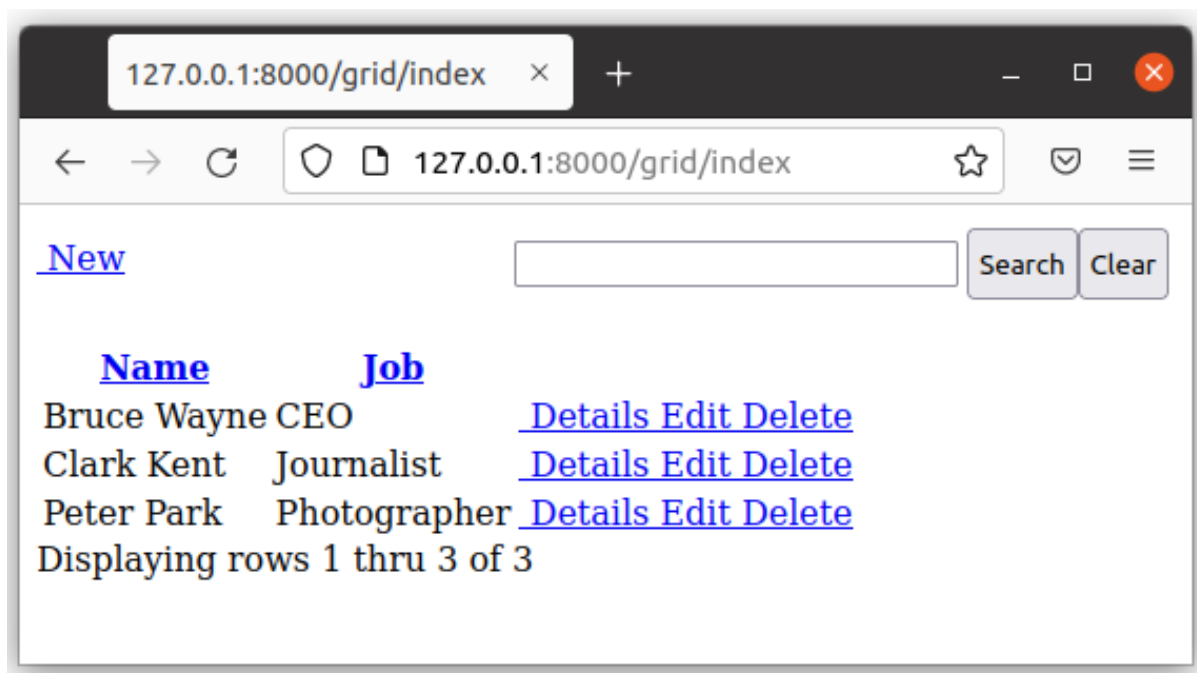 127.0.0.1:8000/grid/index
127.0.0.1:8000/grid/index
New Search Clear
Name Job
Bruce Wayne CEO Details Edit Delete
Clark Kent Journalist Details Edit Delete
Peter Park Photographer Details Edit Delete
Displaying rows 1 thru 3 of 3